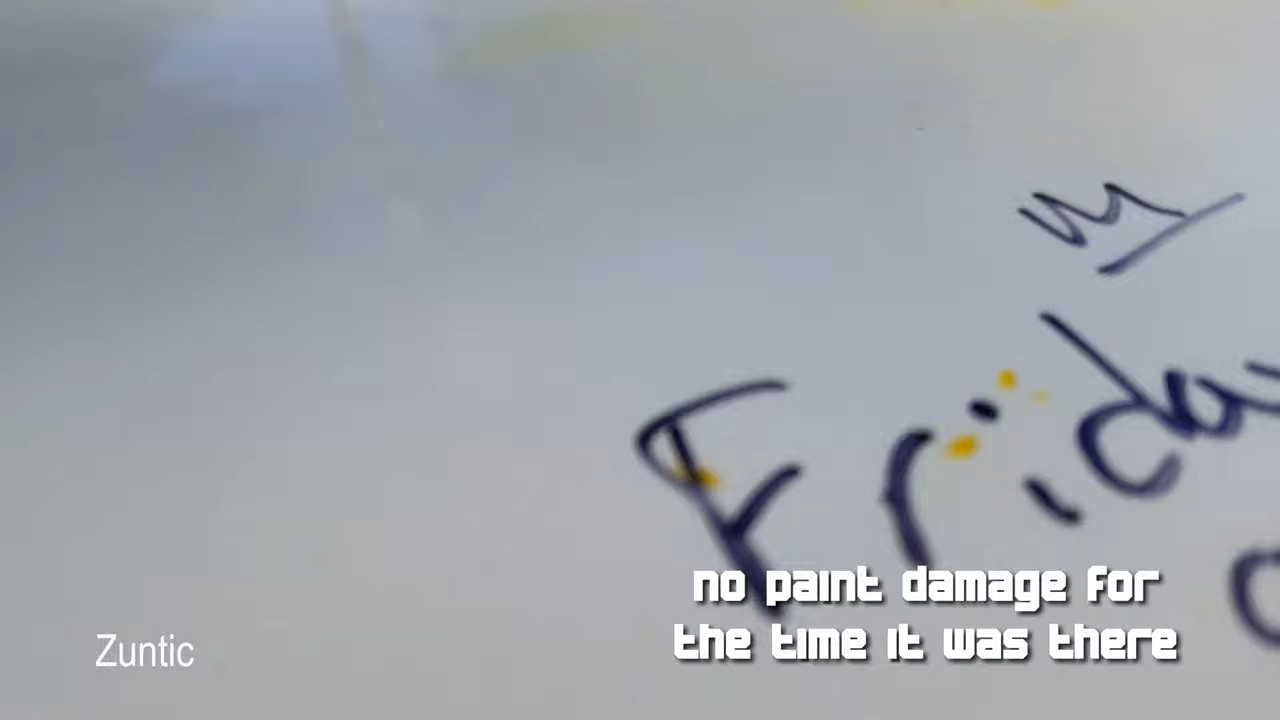 Friday
no paint damage for
the time it was there
Zuntic